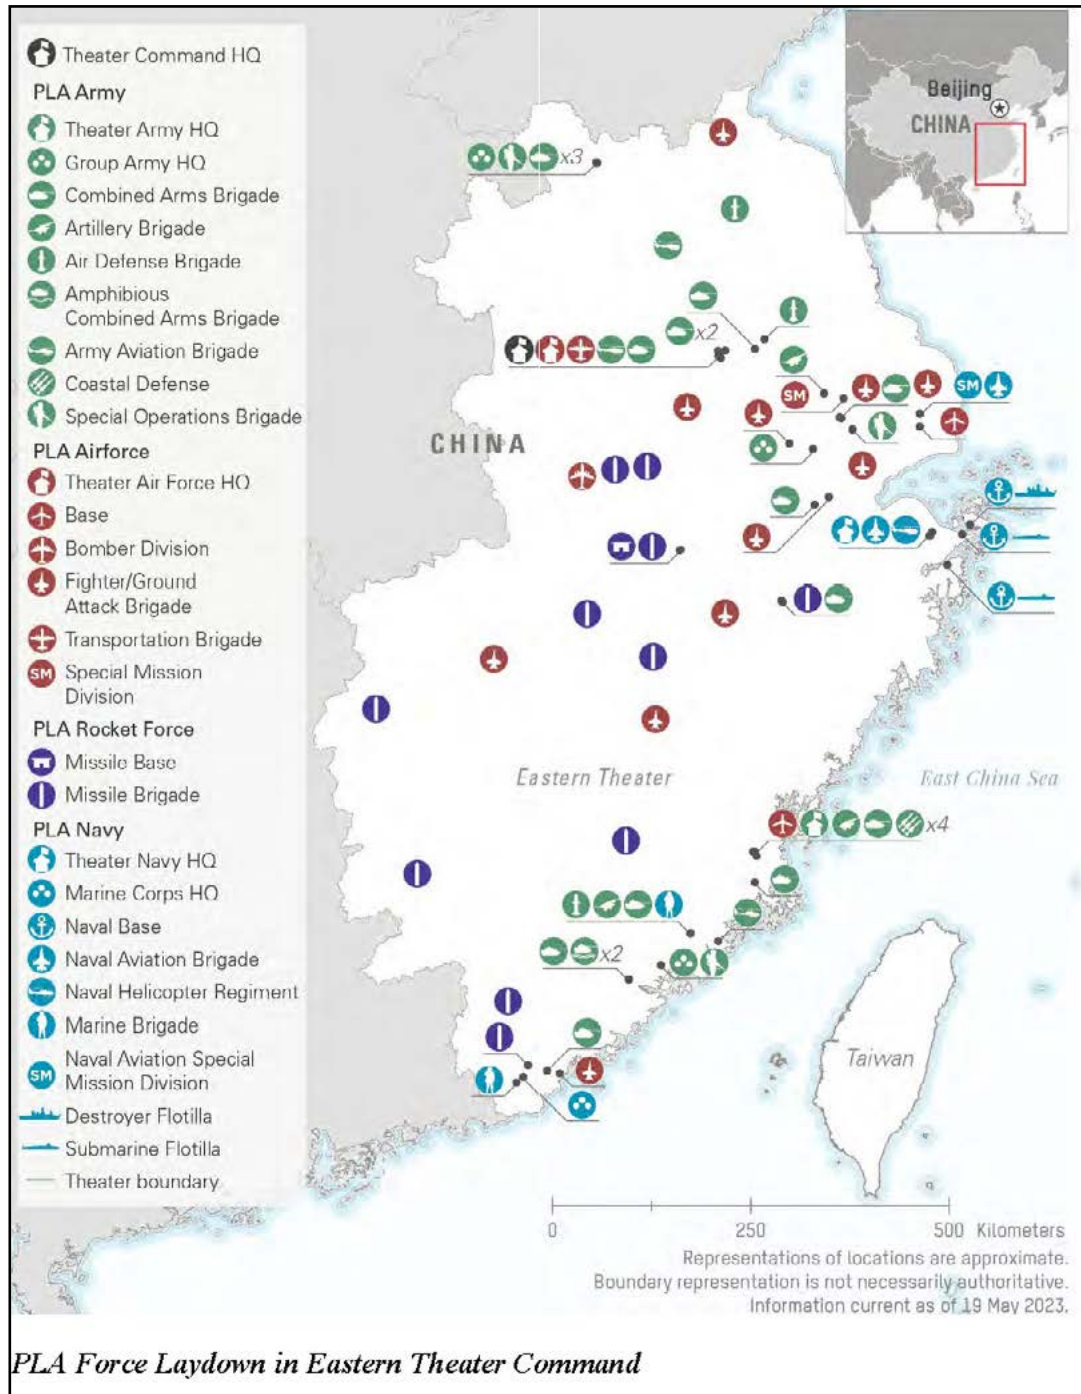 Theater Command HQ
PLA Army
Theater Army HQ
Group Army HQ
Combined Arms Brigade
Artillery Brigade
Air Defense Brigade
Amphibious
Combined Arms Brigade
Army Aviation Brigade
Coastal Defense
Special Operations Brigade
PLA Airforce
Theater Air Force HQ
Base
Bomber Division
Fighter/Ground
Attack Brigade
Transportation Brigade
SM
Special Mission
Division
PLA Rocket Force
Missile Base
Missile Brigade
PLA Navy
Theater Navy HQ
Marine Corps HQ
Naval Base
Naval Aviation Brigade
Naval Helicopter Regiment
Marine Brigade
SM
Naval Aviation Special
Mission Division
Destroyer Flotilla
Submarine Flotilla
Theater boundary
Beijing
CHINA
x3
x2
SM
SM
CHINA
Eastern Theater
East China Sea
x4
x2
Taiwan
0 250 500 Kilometers
Representations of locations are approximate.
Boundary representation is not necessarily authoritative.
Information current as of 19 May 2023.
PLA Force Laydown in Eastern Theater Command